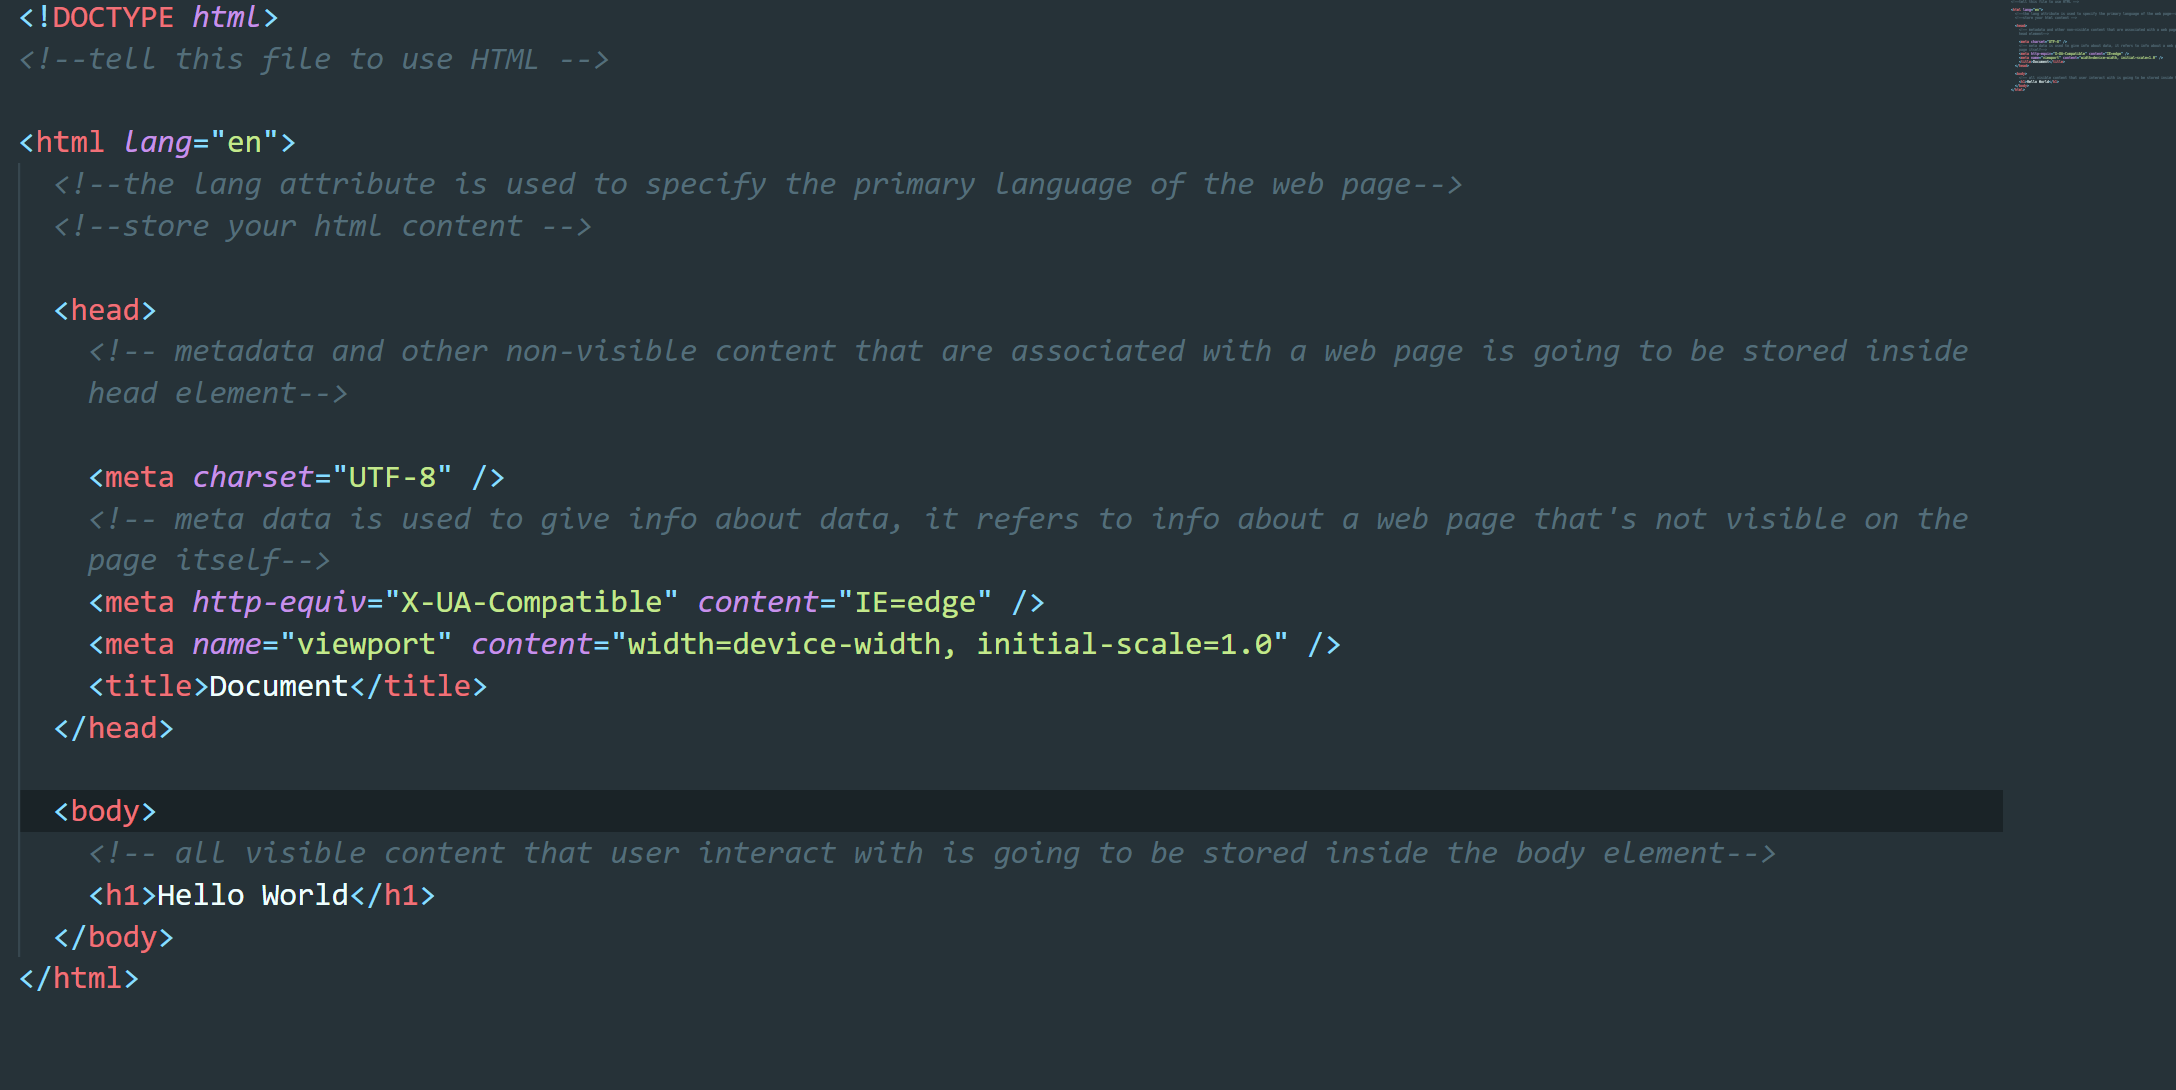 <!DOCTYPE html>
<!--tell this file to use HTML -->
<html lang="en">
<!--the lang attribute is used to specify the primary language of the web page-->
<!--store your html content -->
<head>
<!-- metadata and other non-visible content that are associated with a web page is going to be stored inside
head element-->
<meta charset="UTF-8" />
<!-- meta data is used to give info about data, it refers to info about a web page that's not visible on the
page itself-->
<meta http-equiv="X-UA-Compatible" content="IE=edge" />
<meta name="viewport" content="width=device-width, initial-scale=1.0" />
<title>Document</title>
</head>
<body>
<!-- all visible content that user interact with is going to be stored inside the body element-->
<h1>Hello World</h1>
</body>
</html>